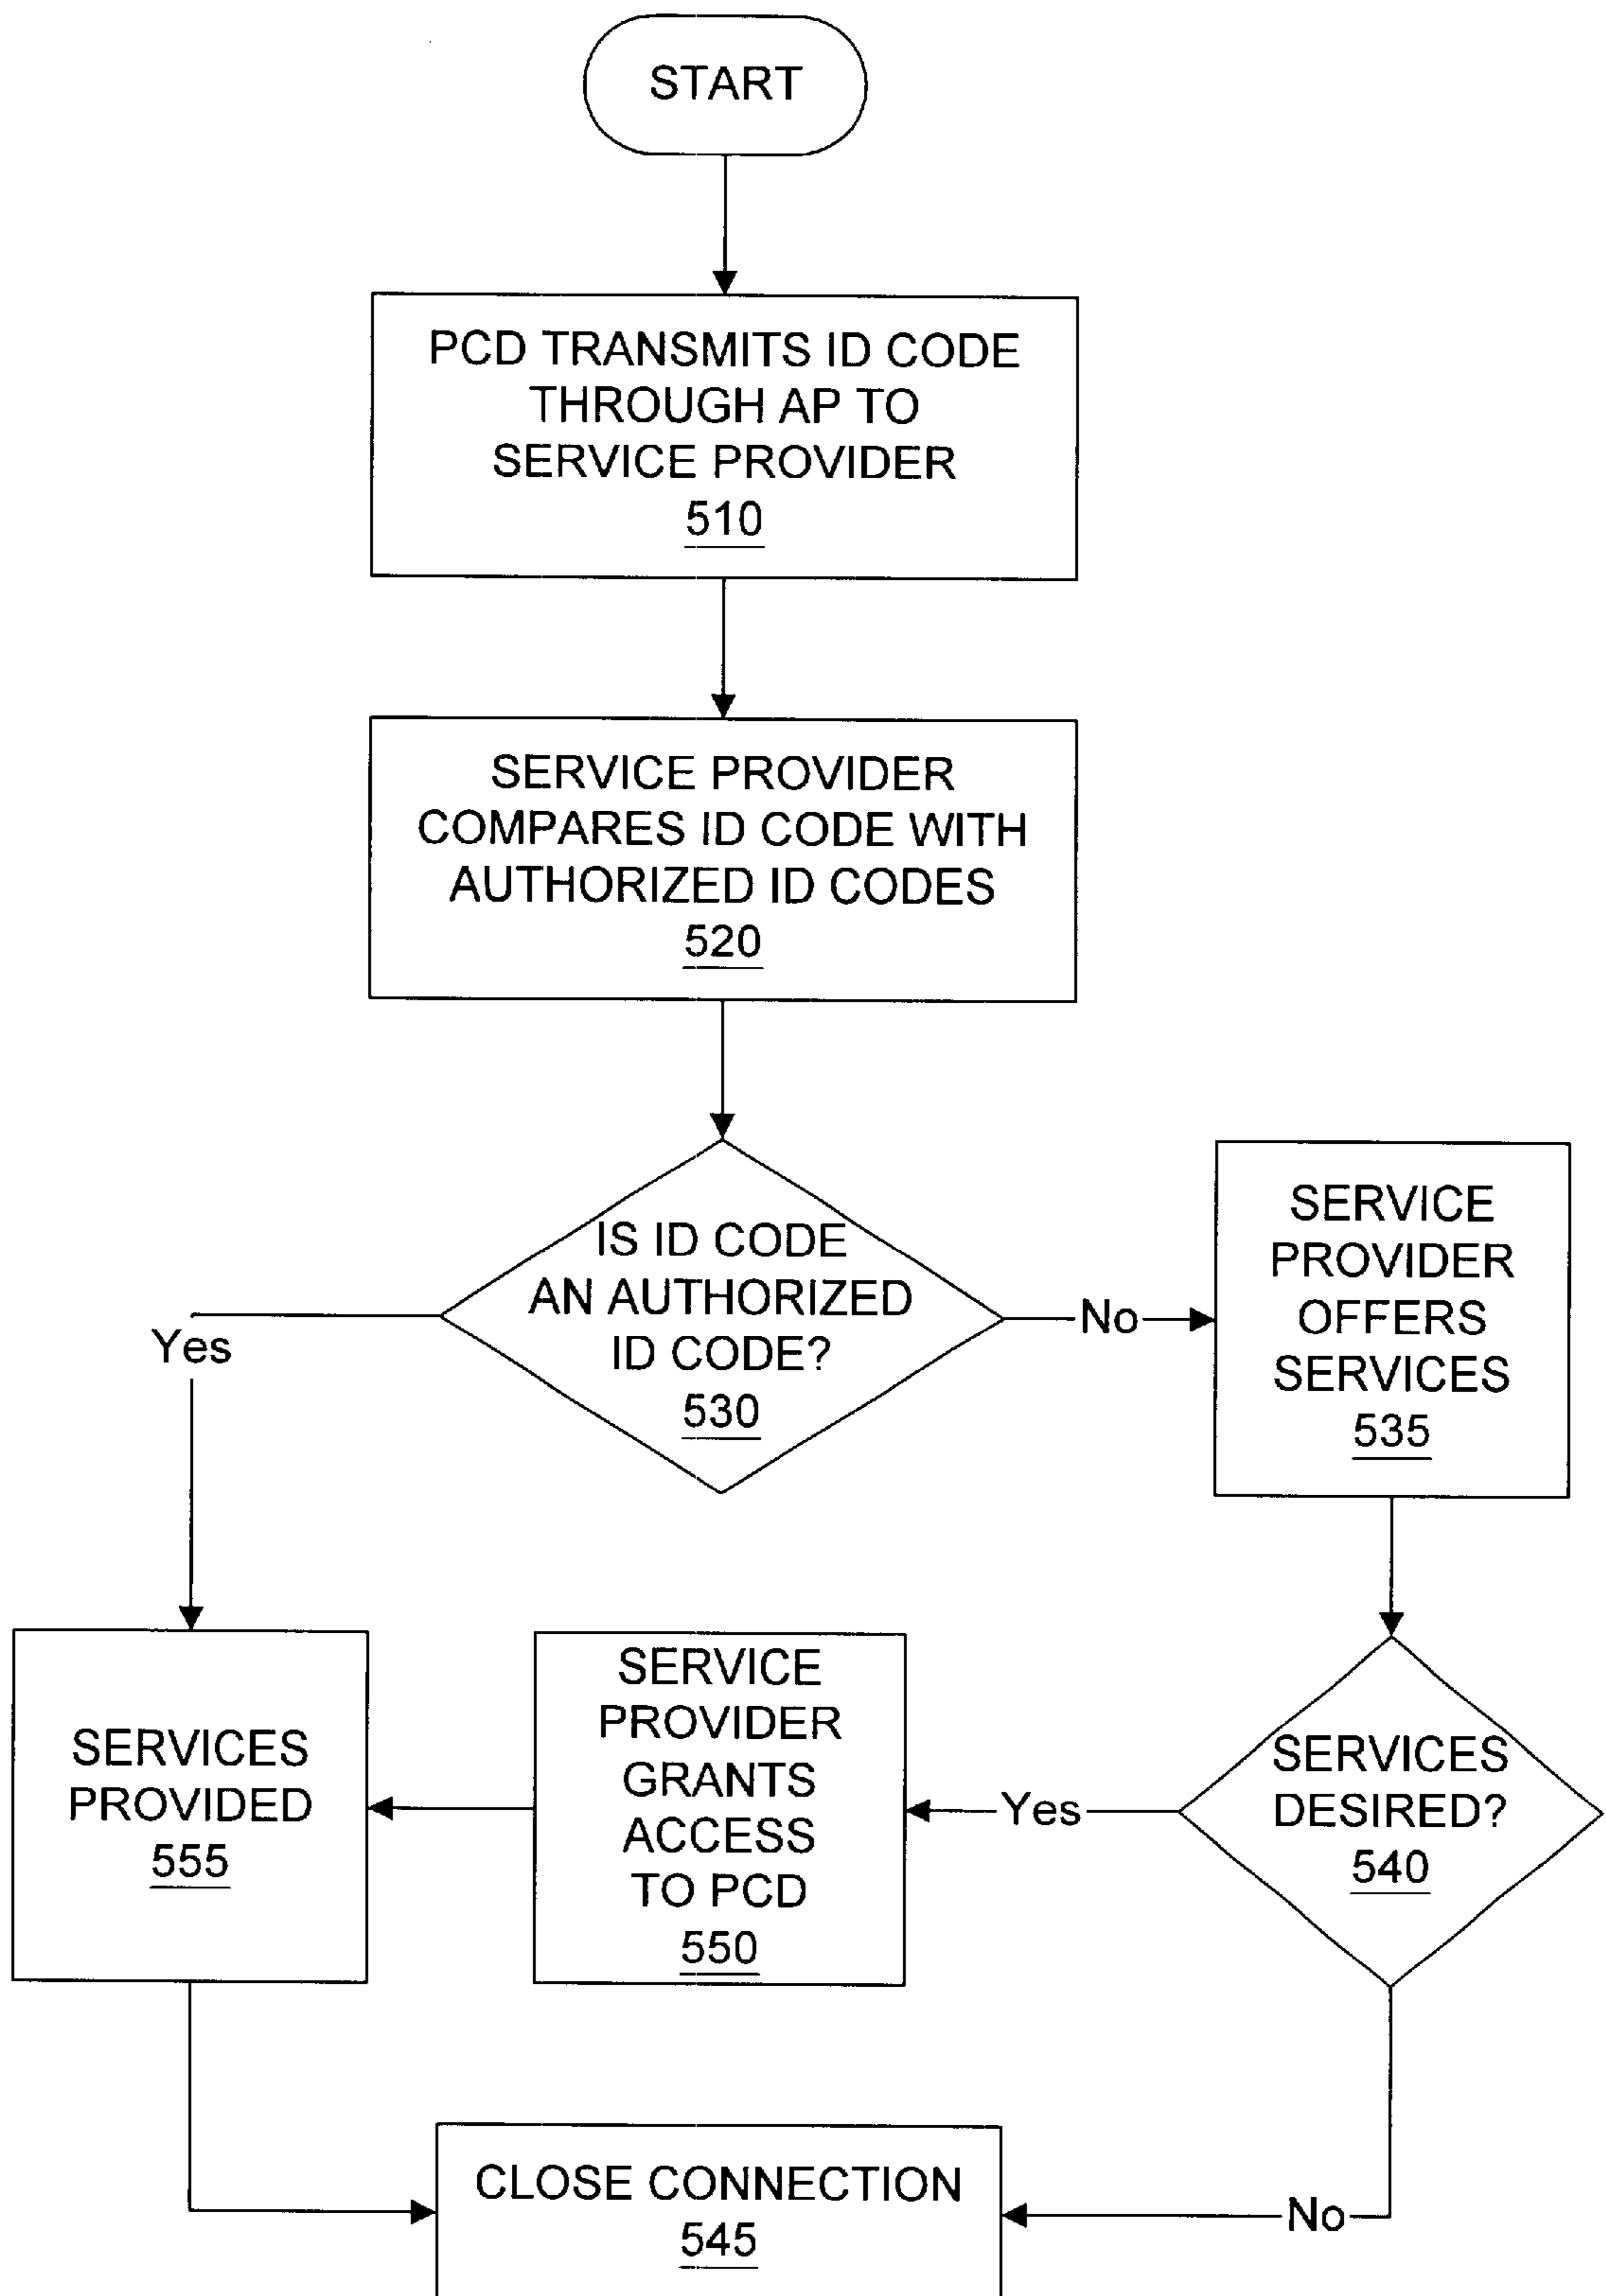 START
PCD TRANSMITS ID CODE
THROUGH AP TO
SERVICE PROVIDER
510
SERVICE PROVIDER
COMPARES ID CODE WITH
AUTHORIZED ID CODES
520
IS ID CODE
AN AUTHORIZED
ID CODE?
530
Yes
No
SERVICE
PROVIDER
OFFERS
SERVICES
535
SERVICES
DESIRED?
540
Yes
SERVICE
PROVIDER
GRANTS
ACCESS
TO PCD
550
SERVICES
PROVIDED
555
No
CLOSE CONNECTION
545